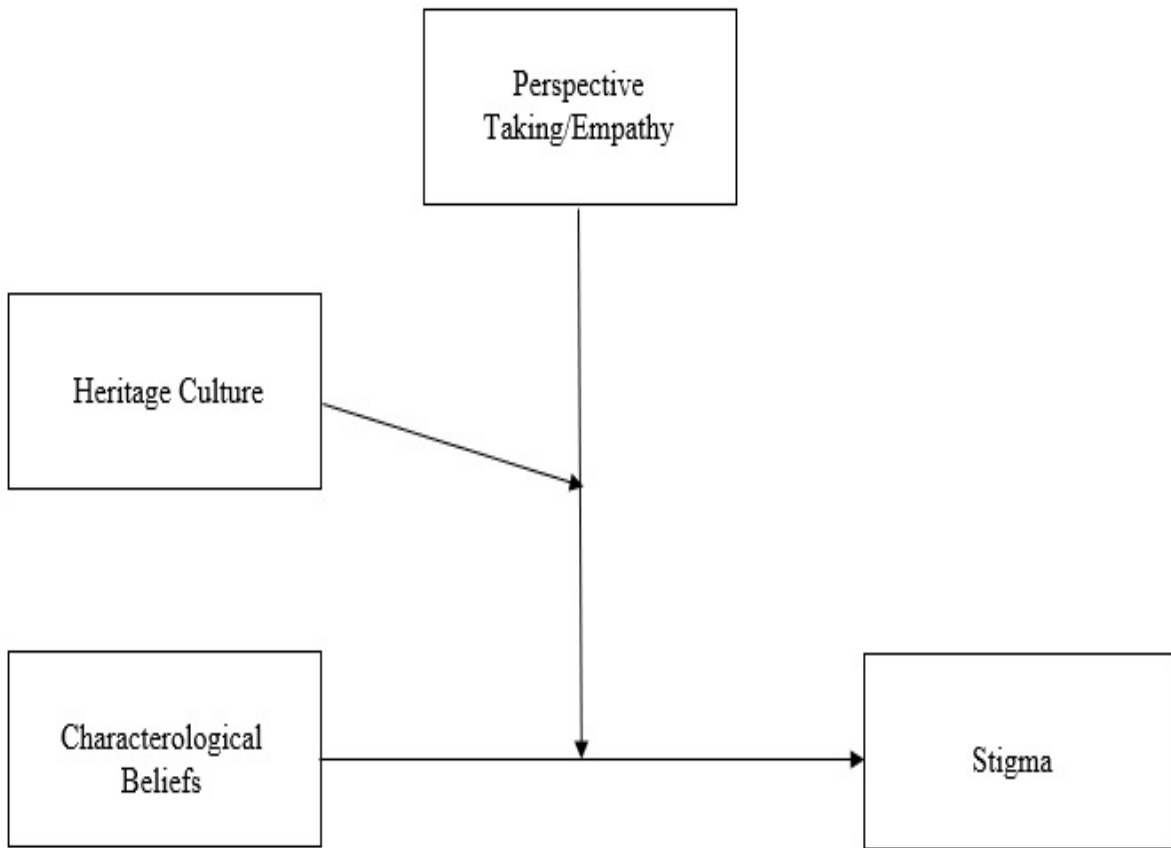 Perspective
Taking/Empathy
Heritage Culture
Characterological
Beliefs
Stigma